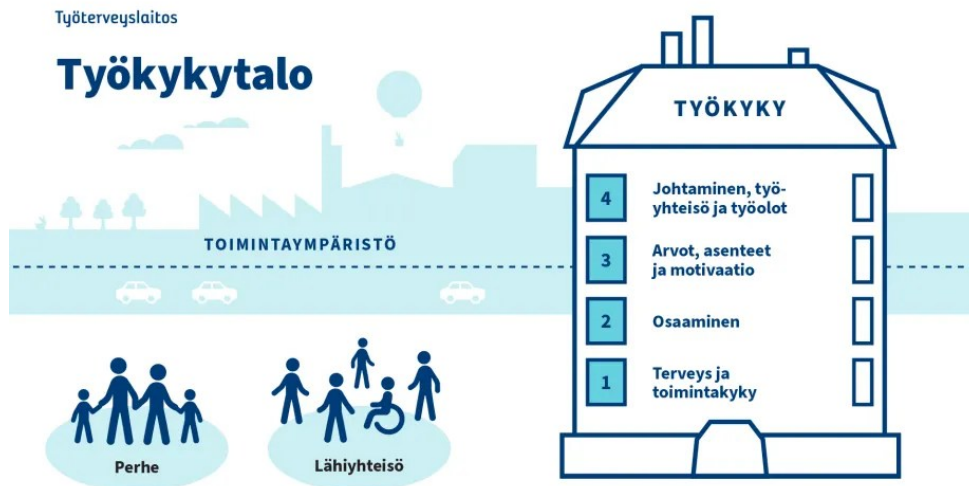 Työterveyslaitos
Työkykytalo
TYÖKYKY
4
Johtaminen, työ-
yhteisö ja työolot
3
Arvot, asenteet
ja motivaatio
2
Osaaminen
1
Terveys ja
toimintakyky
TOIMINTAYMPÄRISTÖ
Perhe
Lähiyhteisö